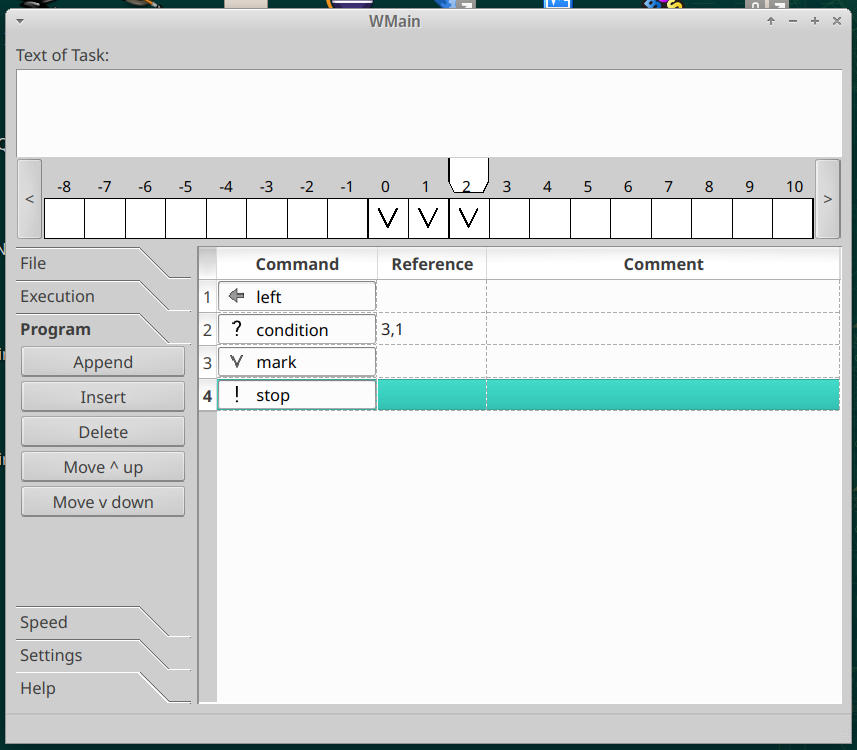 WMain
Text of Task:
< -8 -7 -6 -5 -4 -3 -2 -1 0 1 2 3 4 5 6 7 8 9 10 >
V V V
File
Execution
Program
Append
Insert
Delete
Move ^ up
Move v down
Speed
Settings
Help
Command Reference Comment
1 left
2 ? condition 3,1
3 V mark
4 ! stop